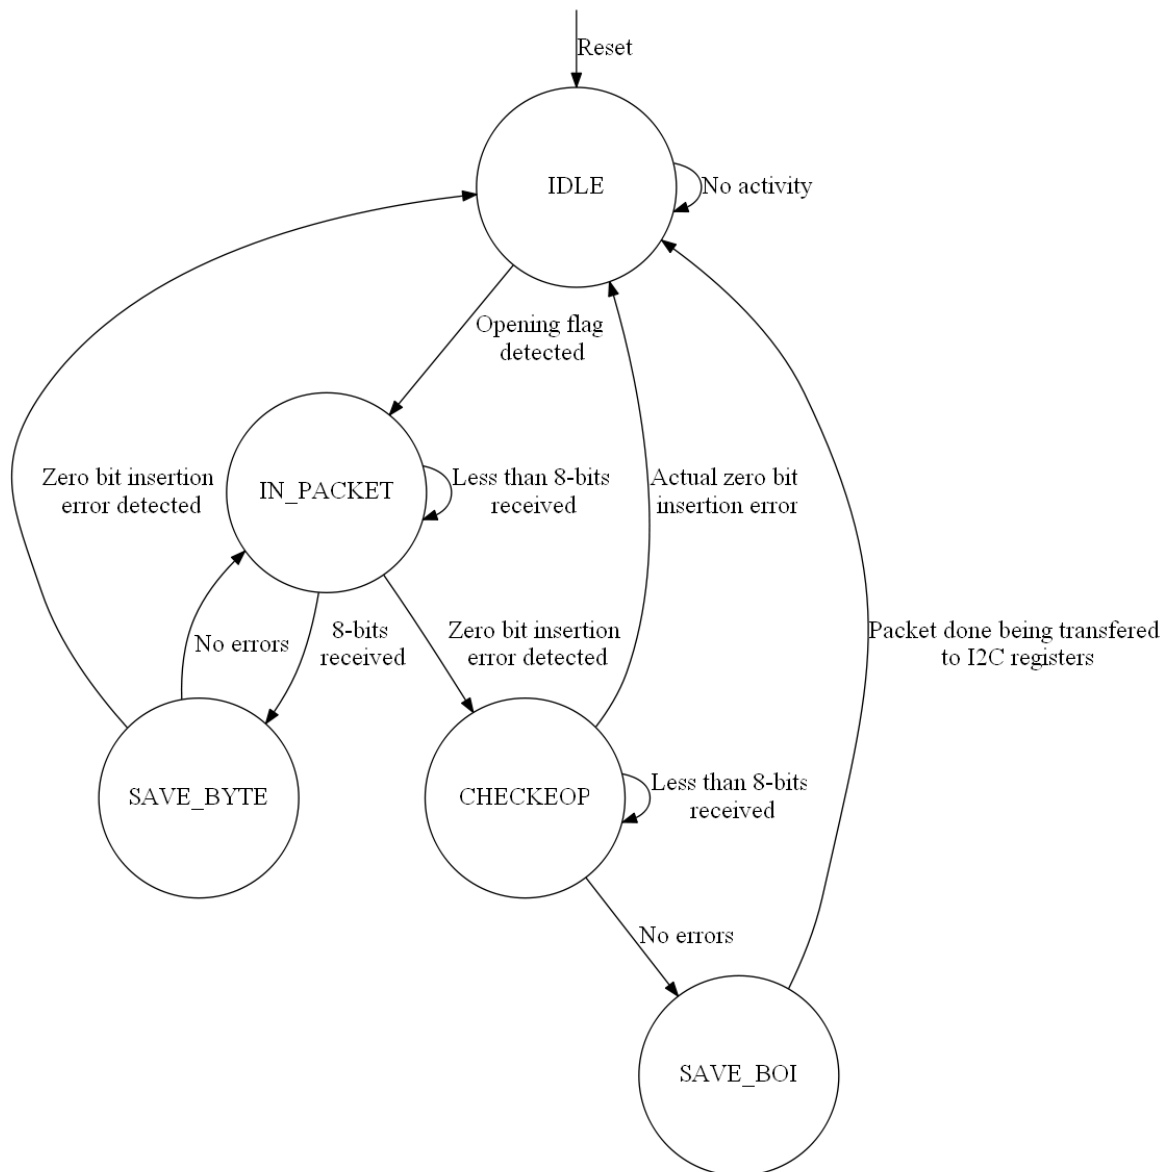 Reset
IDLE
No activity
Opening flag
detected
Zero bit insertion
error detected
IN_PACKET
Less than 8-bits
received
Actual zero bit
insertion error
No errors
8-bits
received
Zero bit insertion
error detected
Packet done being transfered
to I2C registers
SAVE_BYTE
CHECKEOP
Less than 8-bits
received
No errors
SAVE_BOI